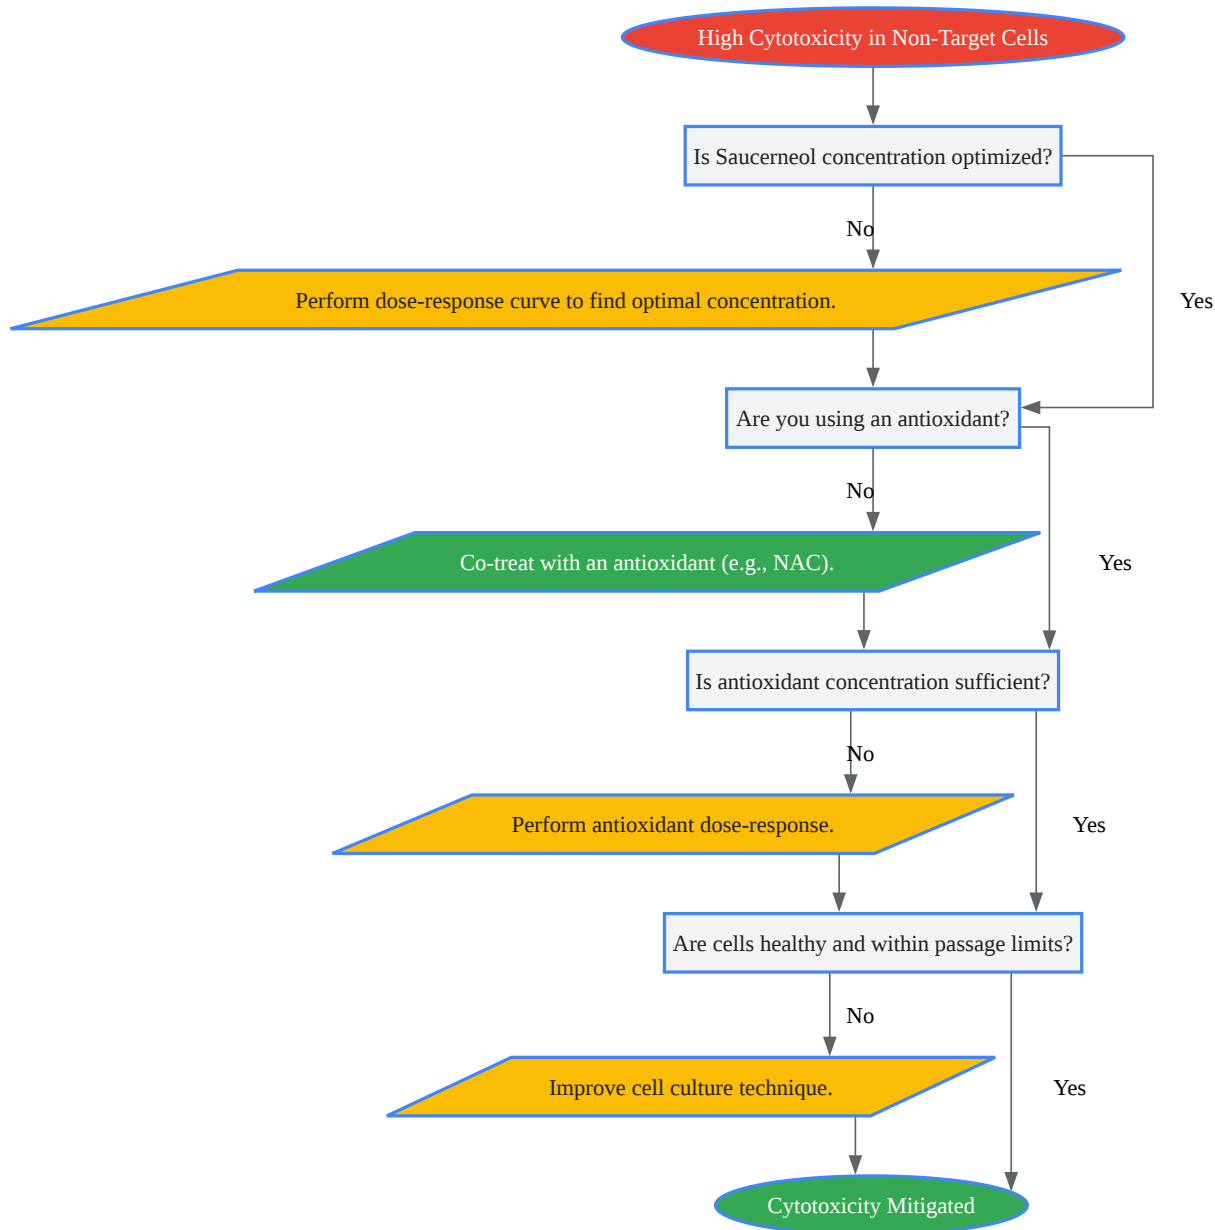 High Cytotoxicity in Non-Target Cells
Is Saucerneol concentration optimized?
No
Perform dose-response curve to find optimal concentration.
Yes
Are you using an antioxidant?
No
Co-treat with an antioxidant (e.g., NAC).
Yes
Is antioxidant concentration sufficient?
No
Perform antioxidant dose-response.
Yes
Are cells healthy and within passage limits?
No
Improve cell culture technique.
Yes
Cytotoxicity Mitigated